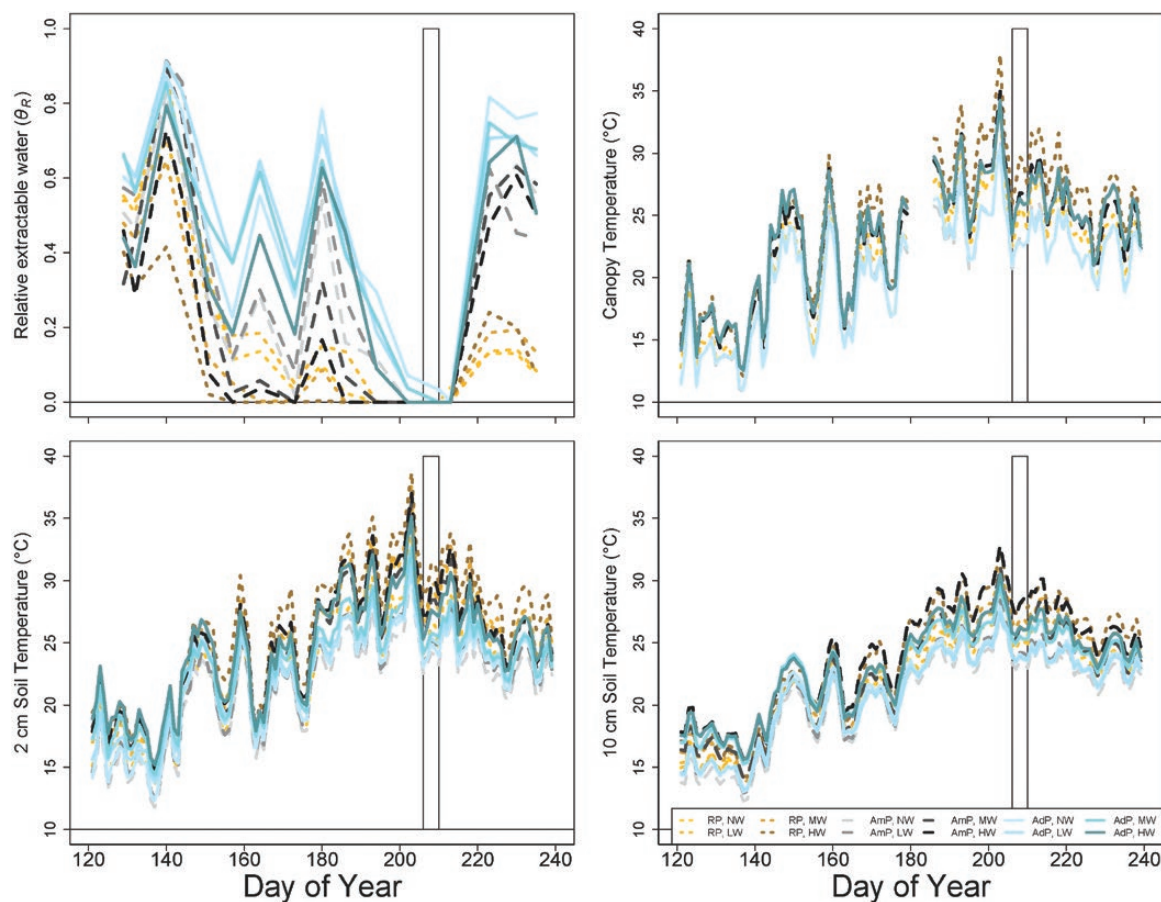 Relative extractable water (θR)
1.0
0.8
0.6
0.4
0.2
0.0
Canopy Temperature (°C)
40
35
30
25
20
15
10
2 cm Soil Temperature (°C)
40
35
30
25
20
15
10
120 140 160 180 200 220 240
Day of Year
10 cm Soil Temperature (°C)
40
35
30
25
20
15
10
RP, NW RP, MW AmP, NW AmP, MW AdP, NW AdP, MW
RP, LW RP, HW AmP, LW AmP, HW AdP, LW AdP, HW
120 140 160 180 200 220 240
Day of Year